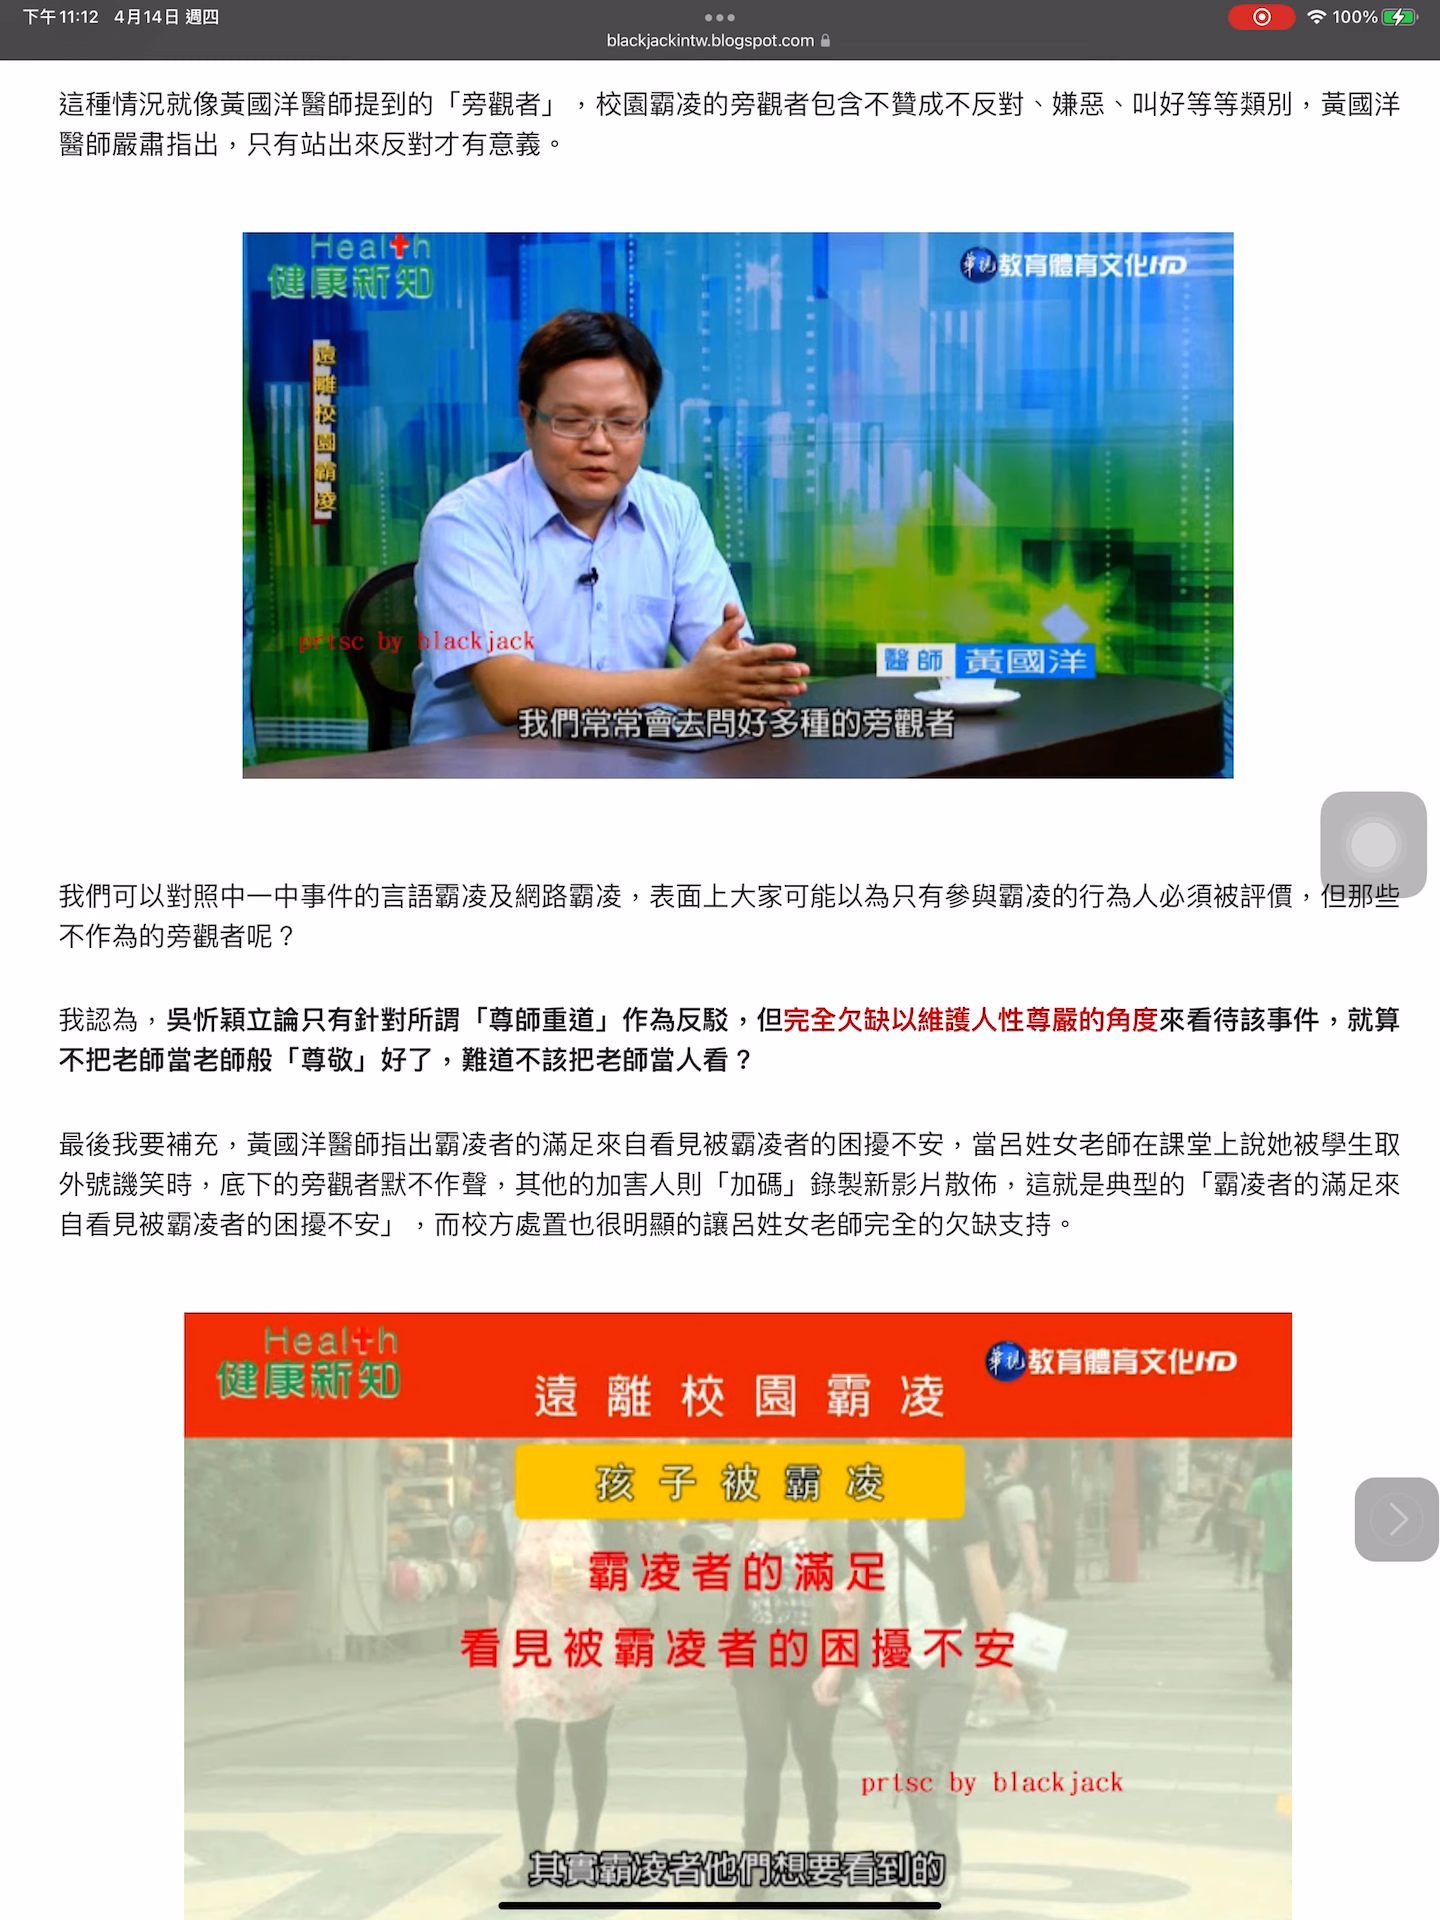 下午11:12 4月14日 週四
100%
blackjackintw.blogspot.com
這種情況就像黃國洋醫師提到的「旁觀者」，校園霸凌的旁觀者包含不贊成不反對、嫌惡、叫好等等類別，黃國洋
醫師嚴肅指出，只有站出來反對才有意義。
Health
健康新知
華視教育體育文化HD
遠離校園霸凌
prtsc by blackjack
醫師 黃國洋
我們常常會去問好多種的旁觀者
我們可以對照中一中事件的言語霸凌及網路霸凌，表面上大家可能以為只有參與霸凌的行為人必須被評價，但那些
不作為的旁觀者呢？
我認為，吳忻穎立論只有針對所謂「尊師重道」作為反駁，但完全欠缺以維護人性尊嚴的角度來看待該事件，就算
不把老師當老師般「尊敬」好了，難道不該把老師當人看？
最後我要補充，黃國洋醫師指出霸凌者的滿足來自看見被霸凌者的困擾不安，當呂姓女老師在課堂上說她被學生取
外號譏笑時，底下的旁觀者默不作聲，其他的加害人則「加碼」錄製新影片散佈，這就是典型的「霸凌者的滿足來
自看見被霸凌者的困擾不安」，而校方處置也很明顯的讓呂姓女老師完全的欠缺支持。
Health
健康新知
華視教育體育文化HD
遠離校園霸凌
孩子被霸凌
霸凌者的滿足
看見被霸凌者的困擾不安
prtsc by blackjack
其實霸凌者他們想要看到的